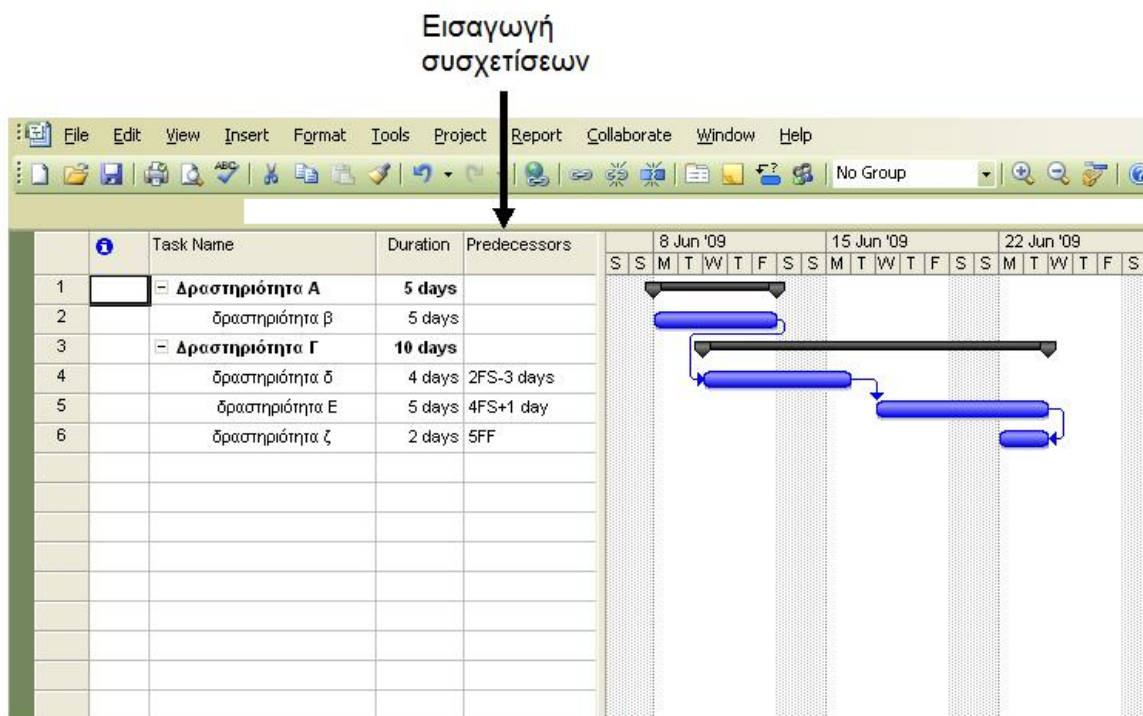 Εισαγωγή
συσχετίσεων
File Edit View Insert Format Tools Project Report Collaborate Window Help
ABC No Group
Task Name Duration Predecessors 8 Jun '09 15 Jun '09 22 Jun '09
S S M T W T F S S M T W T F S S M T W T F S
1 Δραστηριότητα Α 5 days
2 δραστηριότητα β 5 days
3 Δραστηριότητα Γ 10 days
4 δραστηριότητα δ 4 days 2FS-3 days
5 δραστηριότητα Ε 5 days 4FS+1 day
6 δραστηριότητα ζ 2 days 5FF